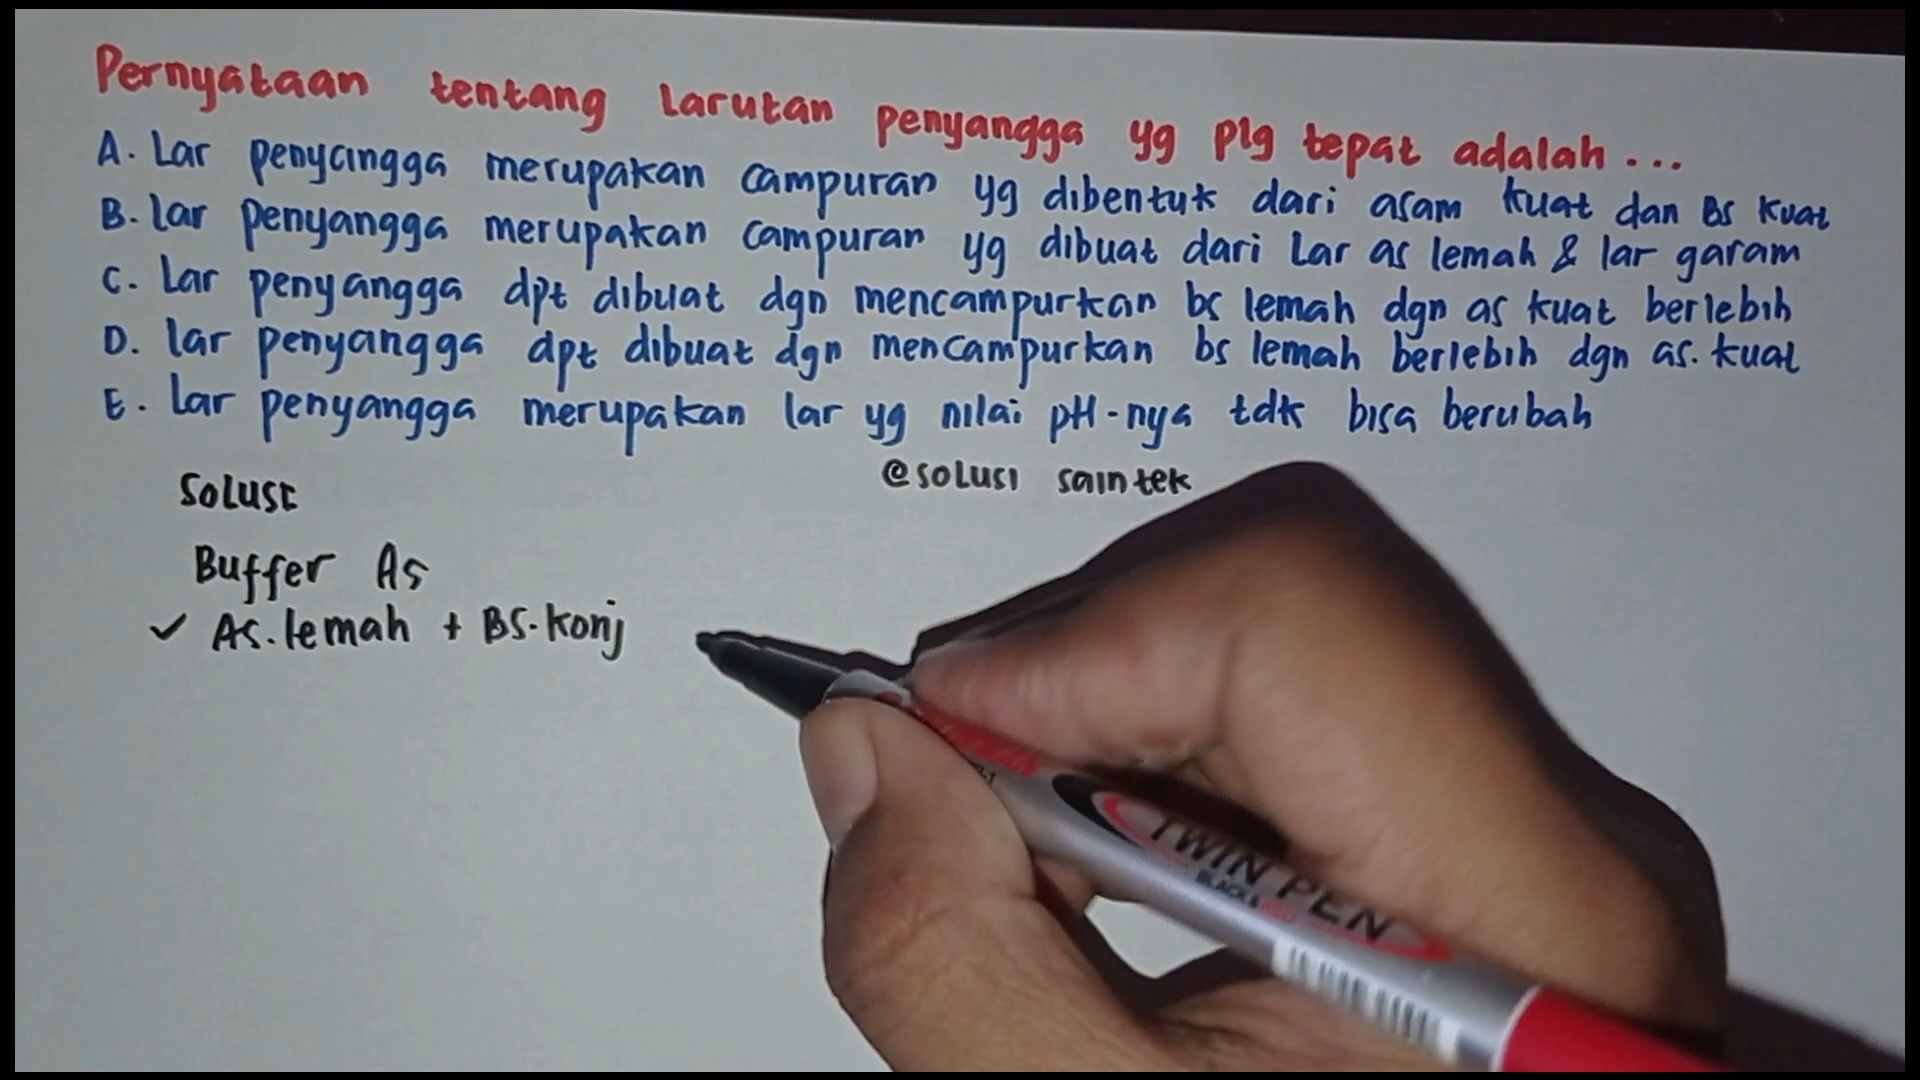 Pernyataan tentang Larutan penyangga yg plg tepat adalah...
A. Lar penyangga merupakan campuran yg dibentuk dari asam kuat dan Bs kuat
B. lar penyangga merupakan campuran yg dibuat dari Lar as lemah & lar garam
C. Lar penyangga dpt dibuat dgn mencampurkan bs lemah dgn as kuat berlebih
D. lar penyangga dpt dibuat dgn mencampurkan bs lemah berlebih dgn as. kuat
E. lar penyangga merupakan lar yg nilai pH-nya tdk bisa berubah
@solusi saintek
SOLUSI
Buffer As
✓ As.lemah + BS.konj
TWIN PEN